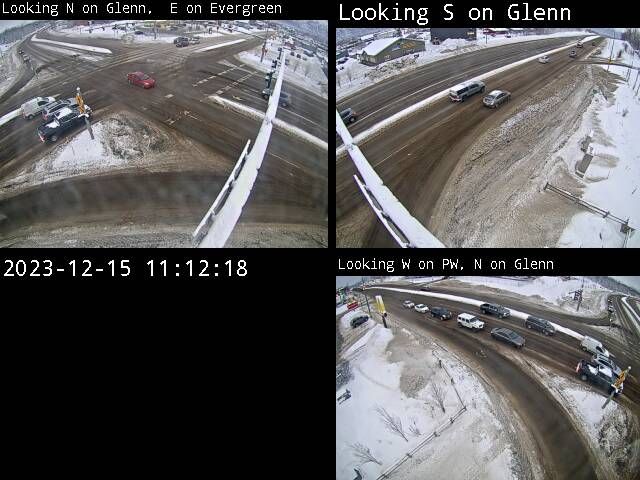 Looking N on Glenn,  E on Evergreen
Looking S on Glenn
2023-12-15 11:12:18
Looking W on PW, N on Glenn